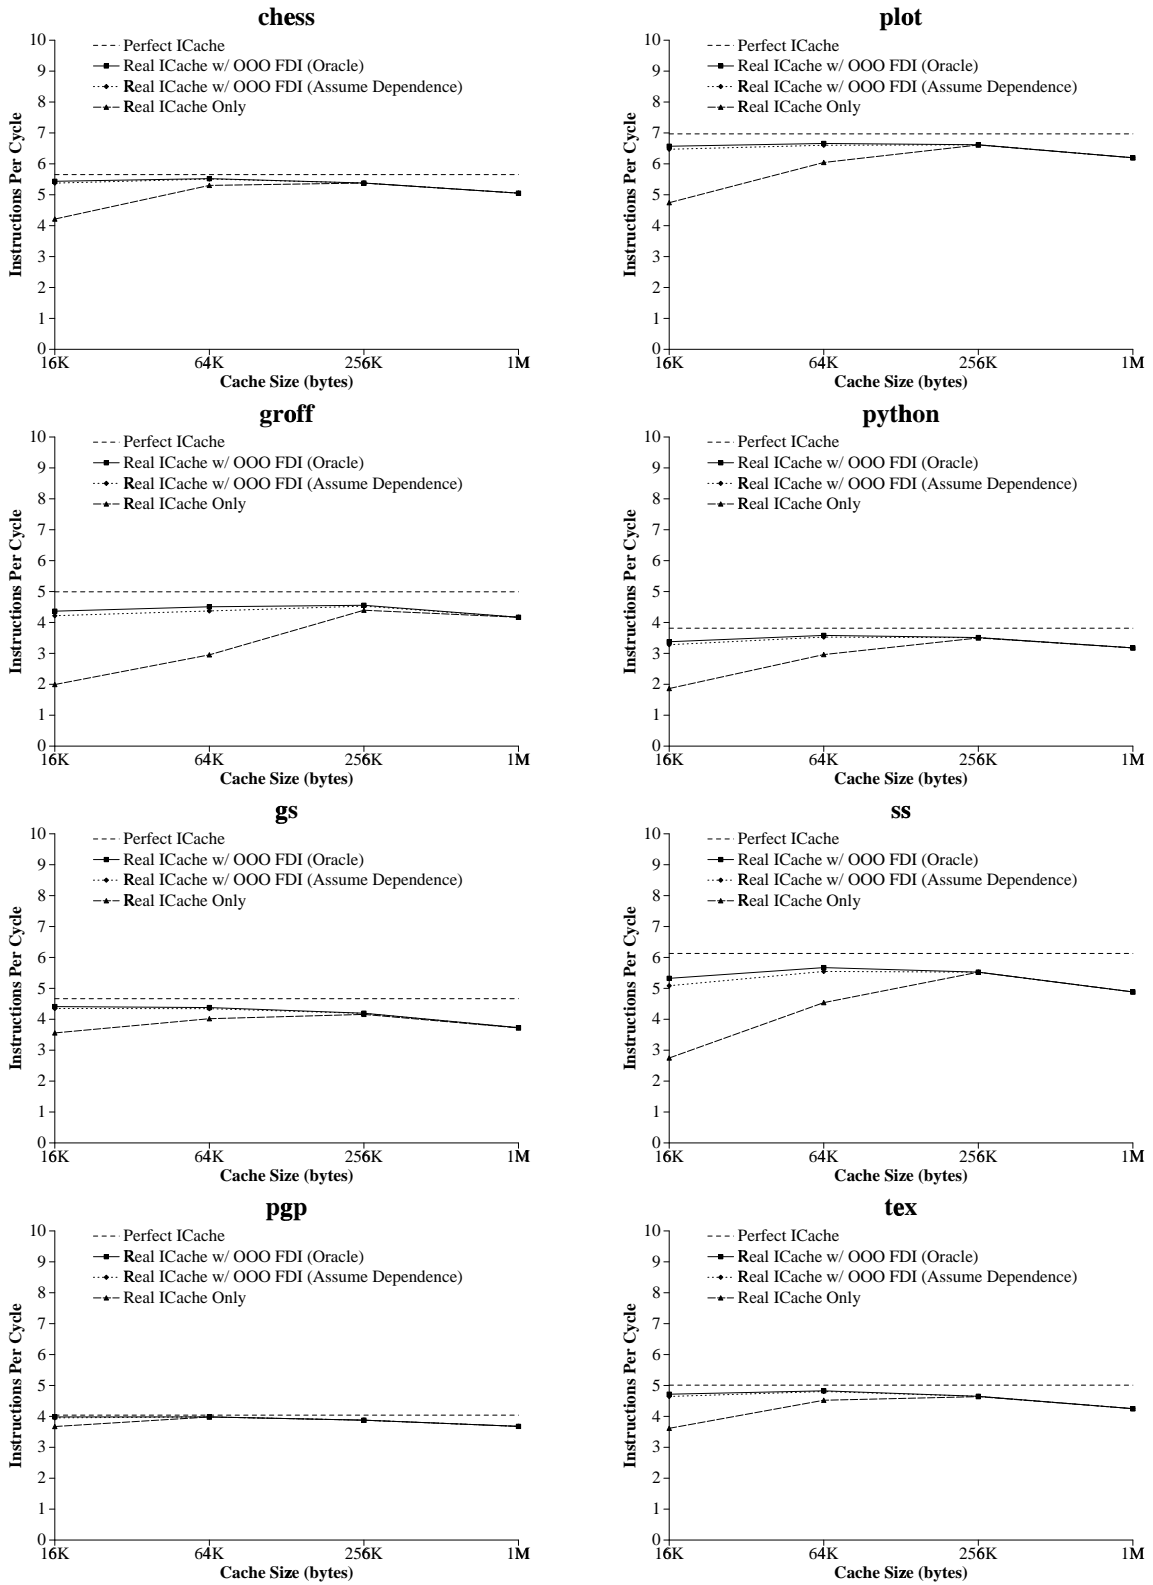 chess
10
9
8
7
6
5
4
3
2
1
0
Instructions Per Cycle
Perfect ICache
Real ICache w/ OOO FDI (Oracle)
Real ICache w/ OOO FDI (Assume Dependence)
Real ICache Only
16K 64K 256K 1M
Cache Size (bytes)
plot
10
9
8
7
6
5
4
3
2
1
0
Instructions Per Cycle
Perfect ICache
Real ICache w/ OOO FDI (Oracle)
Real ICache w/ OOO FDI (Assume Dependence)
Real ICache Only
16K 64K 256K 1M
Cache Size (bytes)
groff
10
9
8
7
6
5
4
3
2
1
0
Instructions Per Cycle
Perfect ICache
Real ICache w/ OOO FDI (Oracle)
Real ICache w/ OOO FDI (Assume Dependence)
Real ICache Only
16K 64K 256K 1M
Cache Size (bytes)
python
10
9
8
7
6
5
4
3
2
1
0
Instructions Per Cycle
Perfect ICache
Real ICache w/ OOO FDI (Oracle)
Real ICache w/ OOO FDI (Assume Dependence)
Real ICache Only
16K 64K 256K 1M
Cache Size (bytes)
gs
10
9
8
7
6
5
4
3
2
1
0
Instructions Per Cycle
Perfect ICache
Real ICache w/ OOO FDI (Oracle)
Real ICache w/ OOO FDI (Assume Dependence)
Real ICache Only
16K 64K 256K 1M
Cache Size (bytes)
ss
10
9
8
7
6
5
4
3
2
1
0
Instructions Per Cycle
Perfect ICache
Real ICache w/ OOO FDI (Oracle)
Real ICache w/ OOO FDI (Assume Dependence)
Real ICache Only
16K 64K 256K 1M
Cache Size (bytes)
pgp
10
9
8
7
6
5
4
3
2
1
0
Instructions Per Cycle
Perfect ICache
Real ICache w/ OOO FDI (Oracle)
Real ICache w/ OOO FDI (Assume Dependence)
Real ICache Only
16K 64K 256K 1M
Cache Size (bytes)
tex
10
9
8
7
6
5
4
3
2
1
0
Instructions Per Cycle
Perfect ICache
Real ICache w/ OOO FDI (Oracle)
Real ICache w/ OOO FDI (Assume Dependence)
Real ICache Only
16K 64K 256K 1M
Cache Size (bytes)